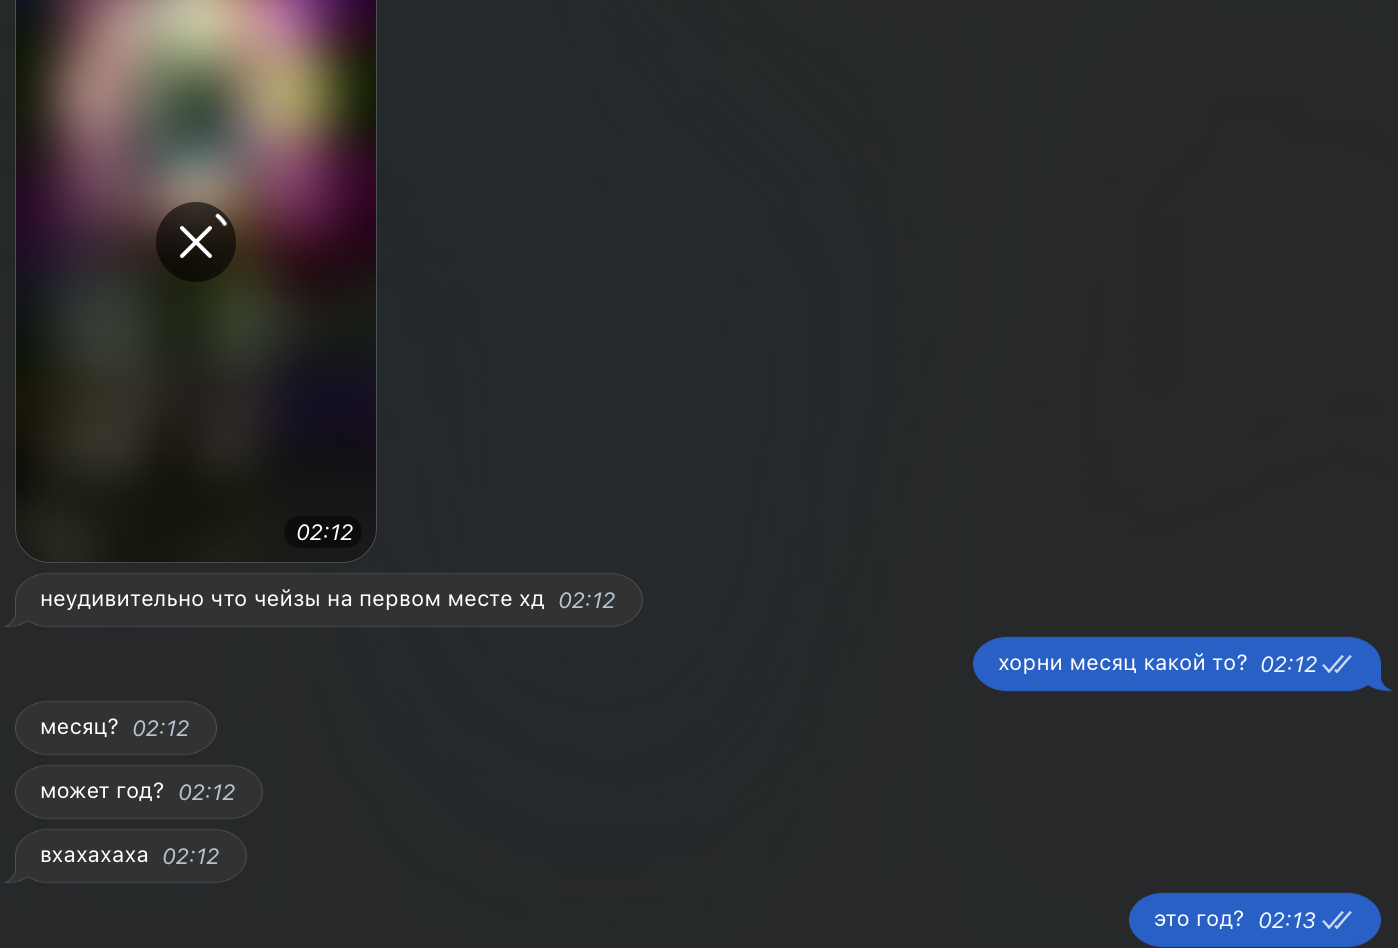 02:12
неудивительно что чейзы на первом месте хд 02:12
хорни месяц какой то? 02:12
месяц? 02:12
может год? 02:12
вхахахаха 02:12
это год? 02:13